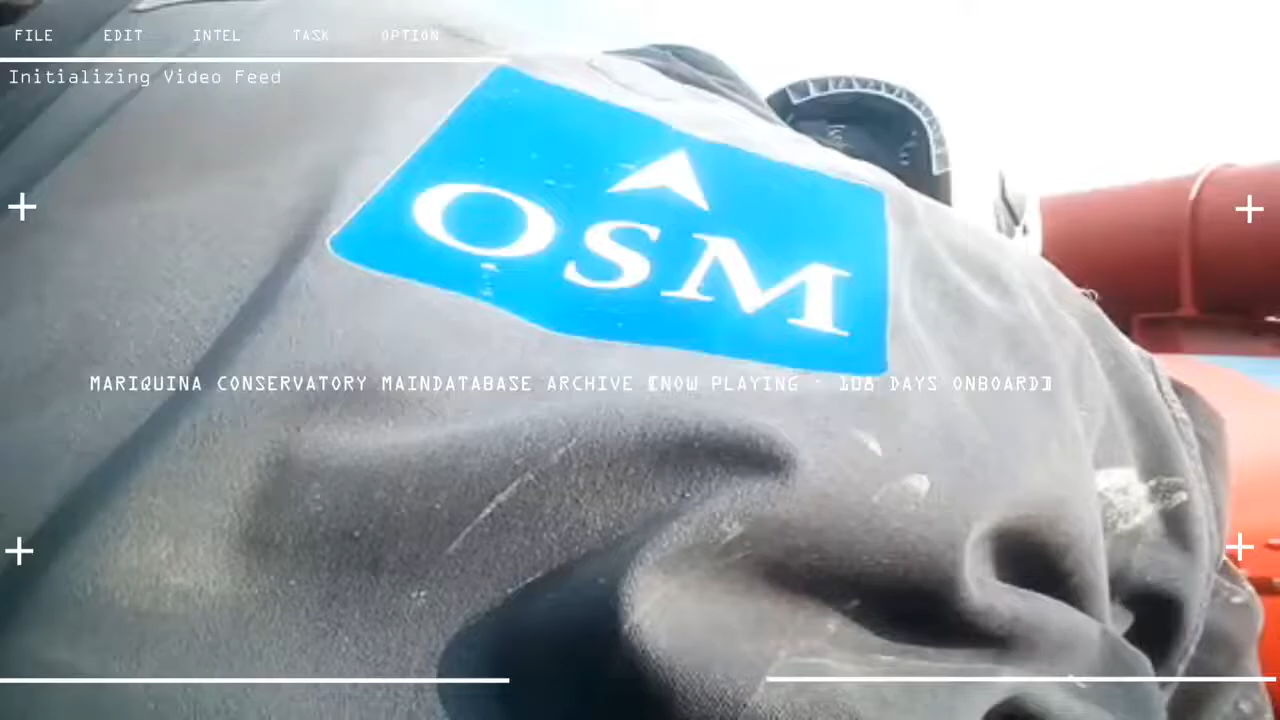 FILE EDIT INTEL TASK OPTION
Initializing Video Feed
OSM
MARIQUINA CONSERVATORY MAINDATABASE ARCHIVE [NOW PLAYING · 108 DAYS ONBOARD]